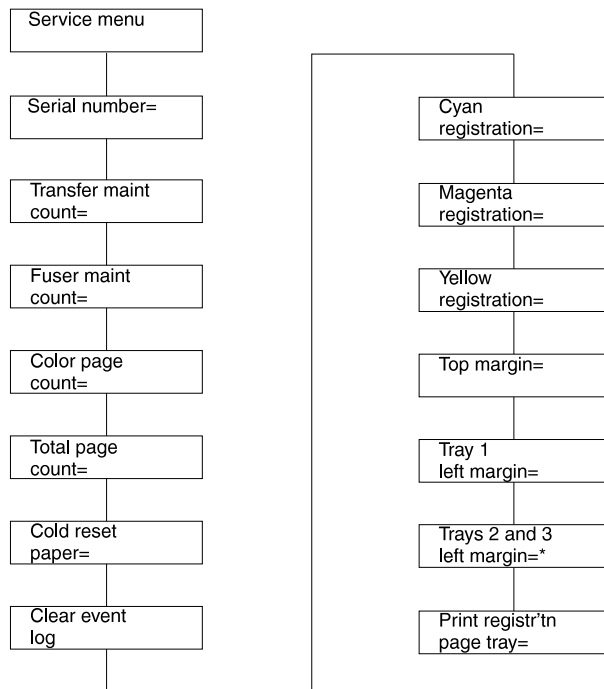 Service menu
Serial number=
Transfer maint
count=
Fuser maint
count=
Color page
count=
Total page
count=
Cold reset
paper=
Clear event
log
Cyan
registration=
Magenta
registration=
Yellow
registration=
Top margin=
Tray 1
left margin=
Trays 2 and 3
left margin=*
Print registr'tn
page tray=